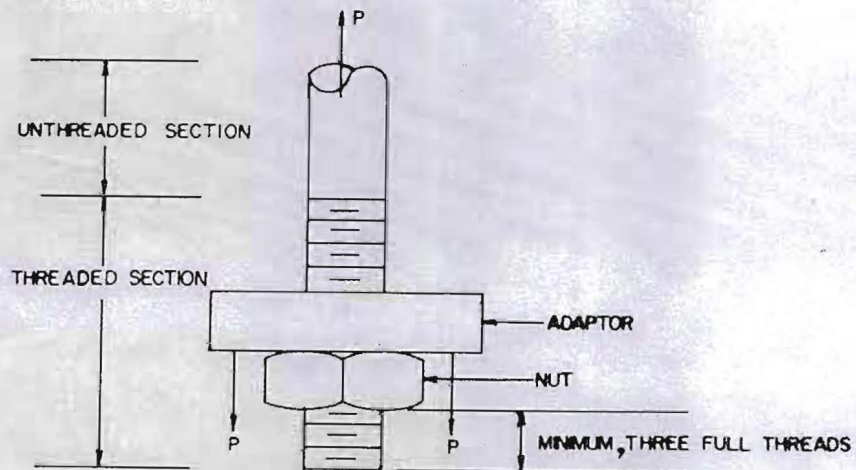 P
UNTHREADED SECTION
THREADED SECTION
ADAPTOR
NUT
P
P
MINIMUM, THREE FULL THREADS